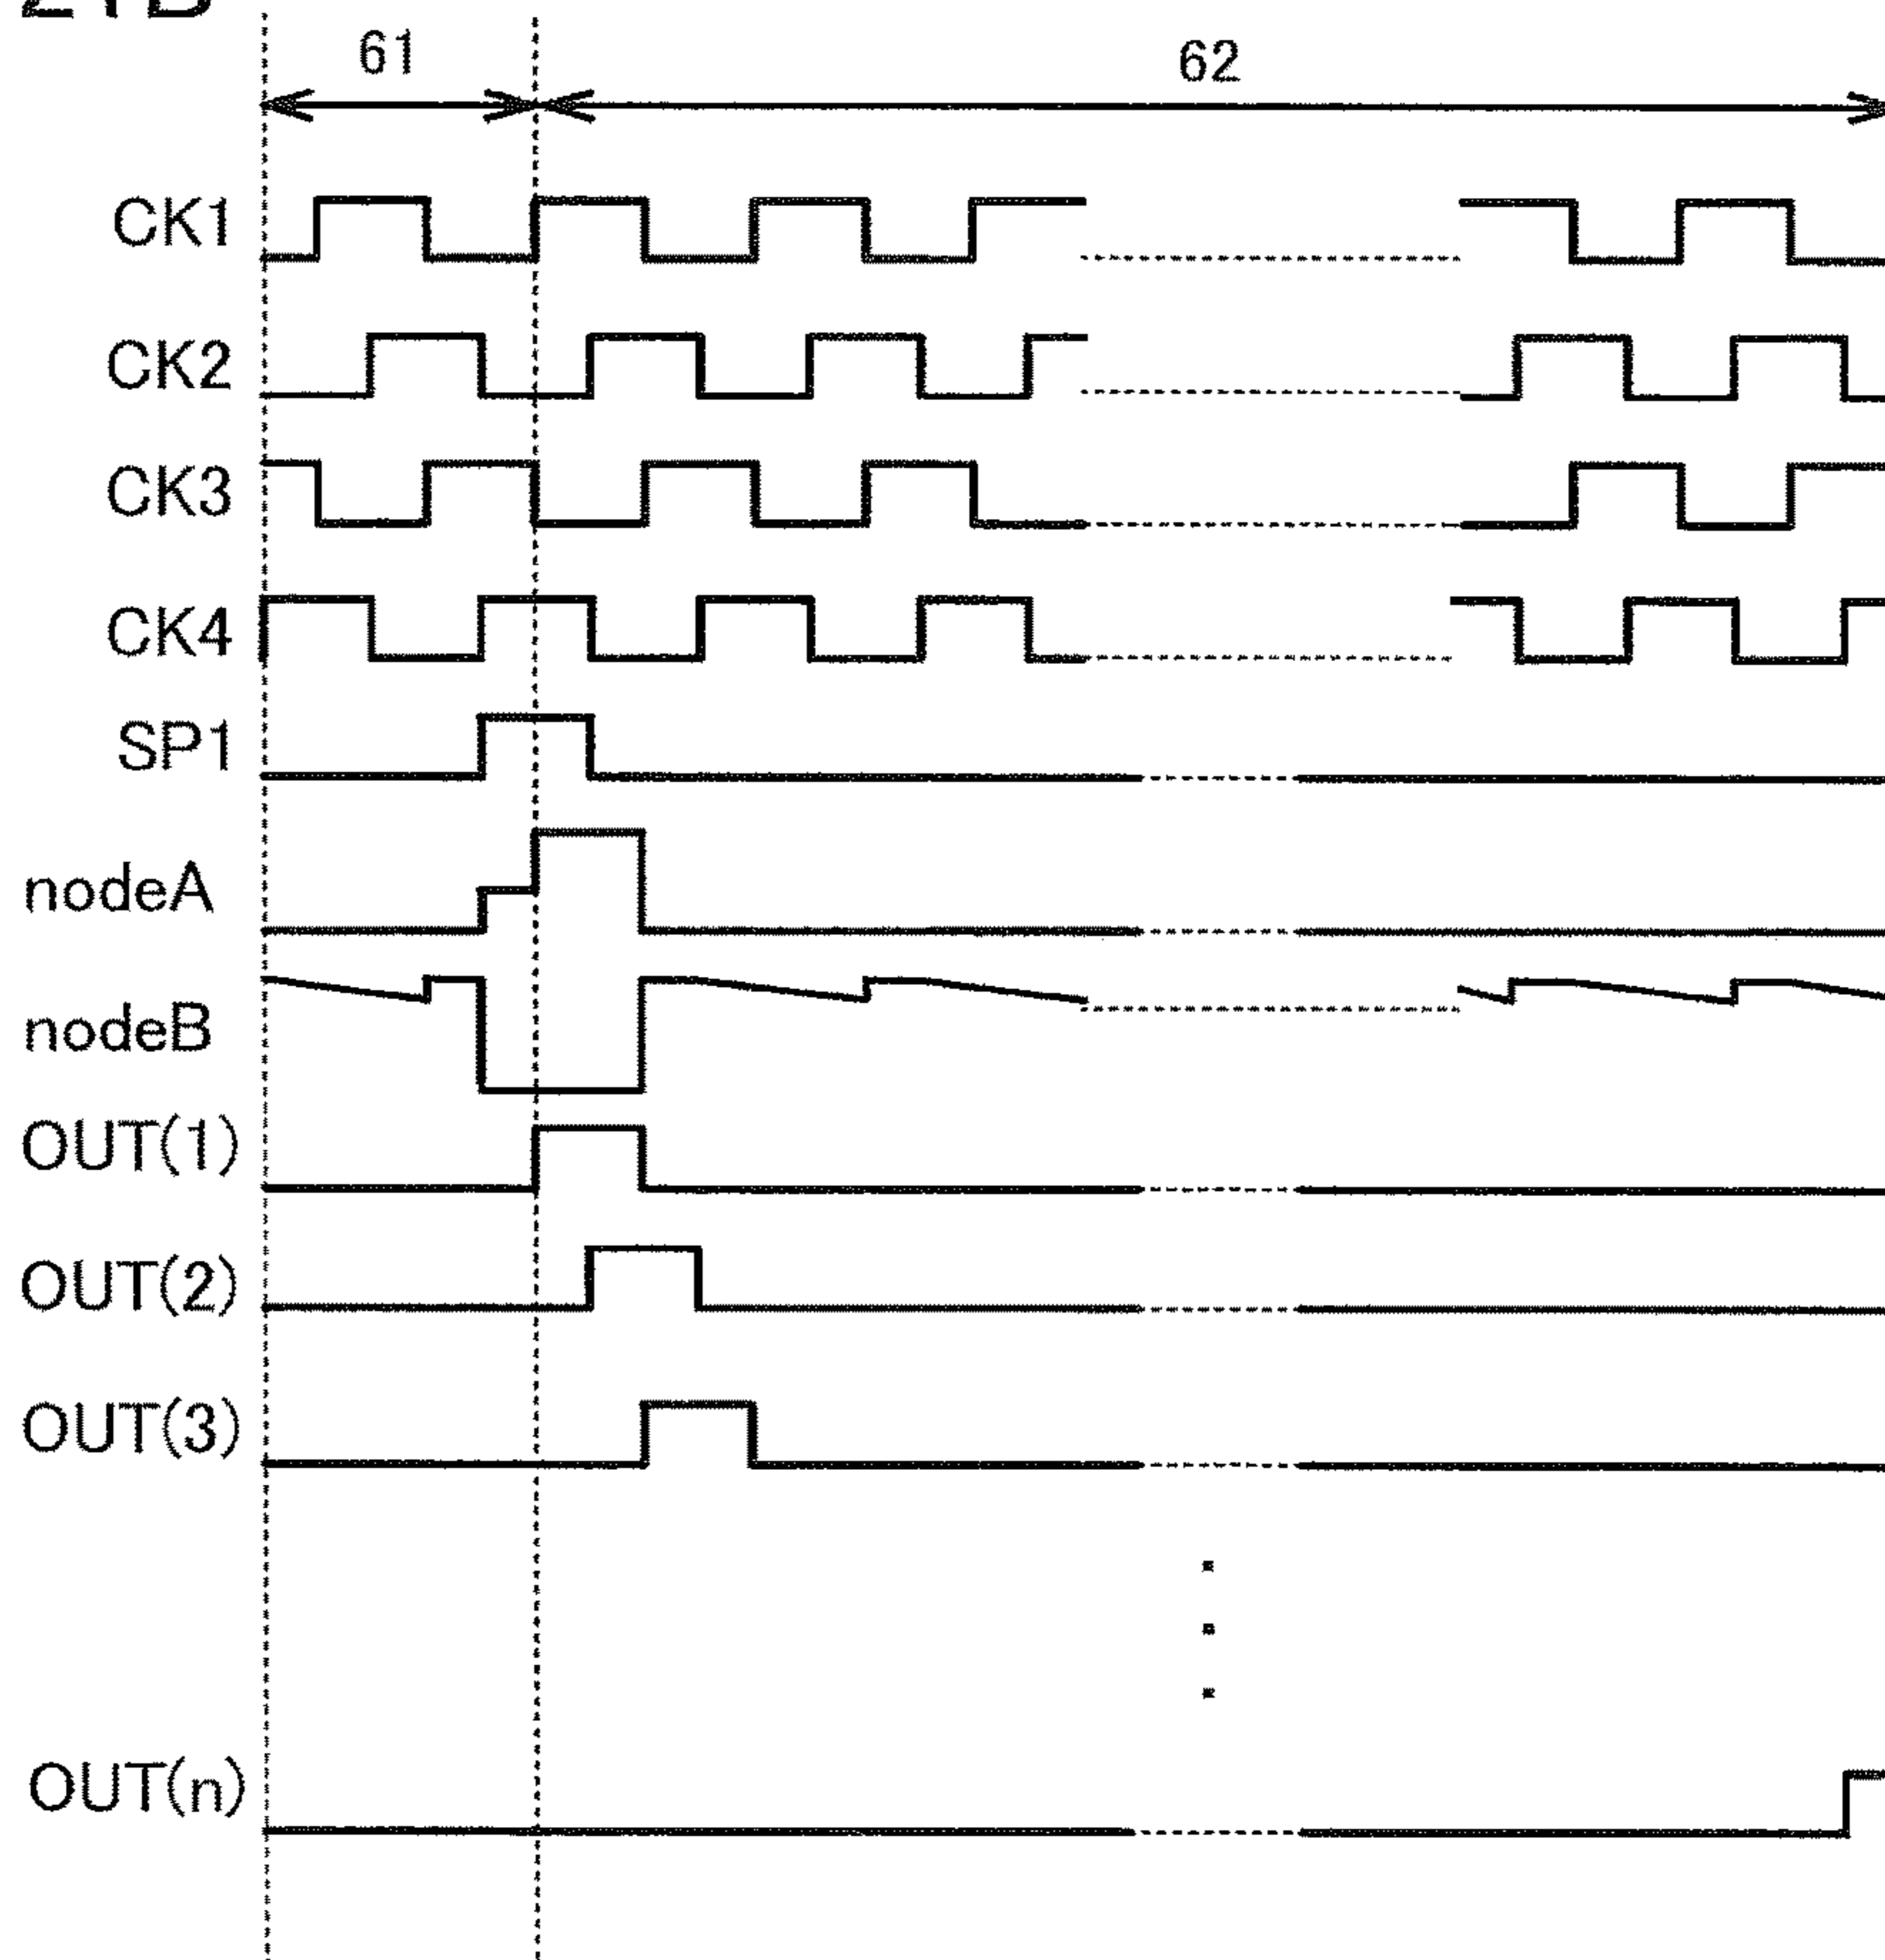 61
62
CK1
CK2
CK3
CK4
SP1
nodeA
nodeB
OUT(1)
OUT(2)
OUT(3)
OUT(n)